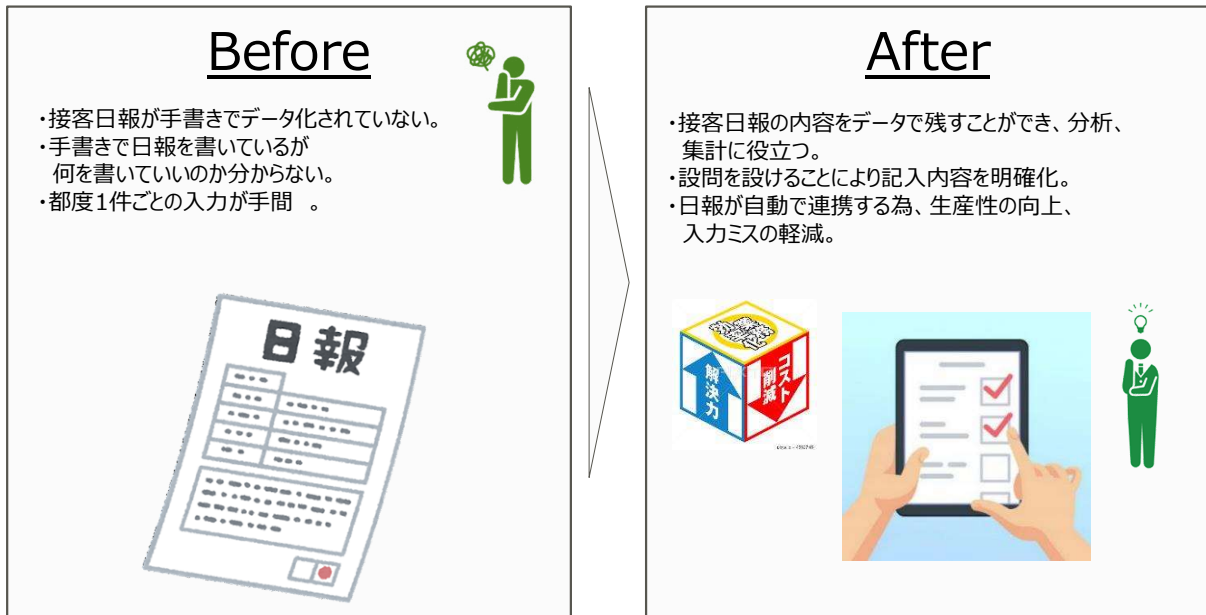 Before
・接客日報が手書きでデータ化されていない。
・手書きで日報を書いているが
何を書いていいのか分からない。
・都度1件ごとの入力が手間　。
日報
After
・接客日報の内容をデータで残すことができ、分析、
集計に役立つ。
・設問を設けることにより記入内容を明確化。
・日報が自動で連携する為、生産性の向上、
入力ミスの軽減。
解決力
コスト
削減